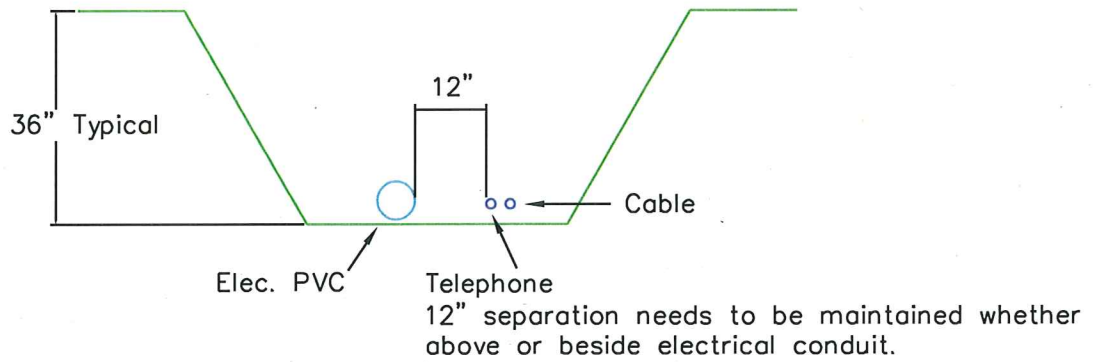 12”
36” Typical
Cable
Elec. PVC
Telephone
12” separation needs to be maintained whether
above or beside electrical conduit.